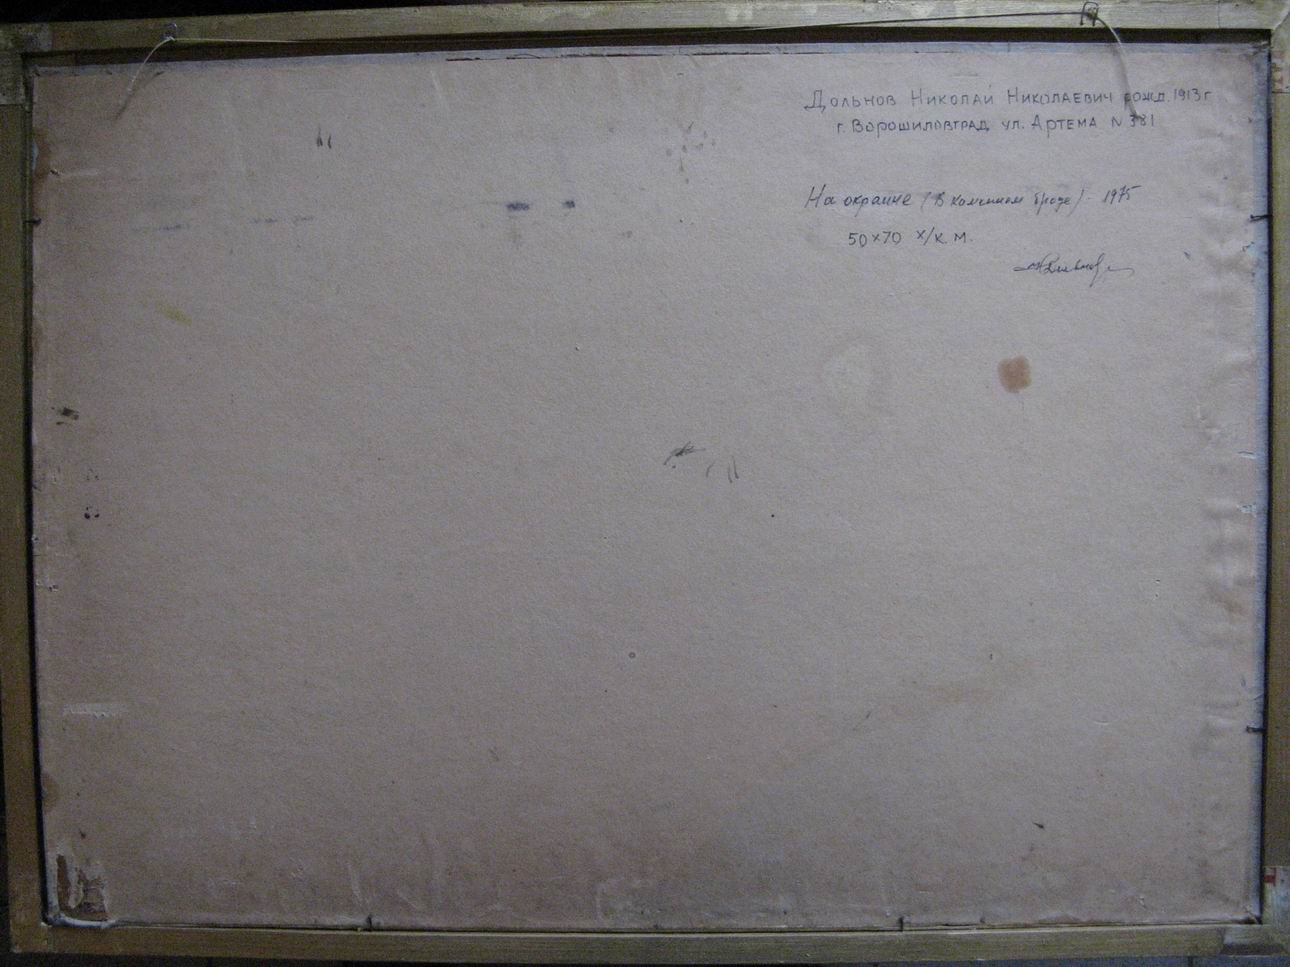 Дольнов Николай Николаевич рожд. 1913 г
г. Ворошиловград ул. Артема N 381
На окраине (В каменном броде). 1975
50×70 х/к. м.